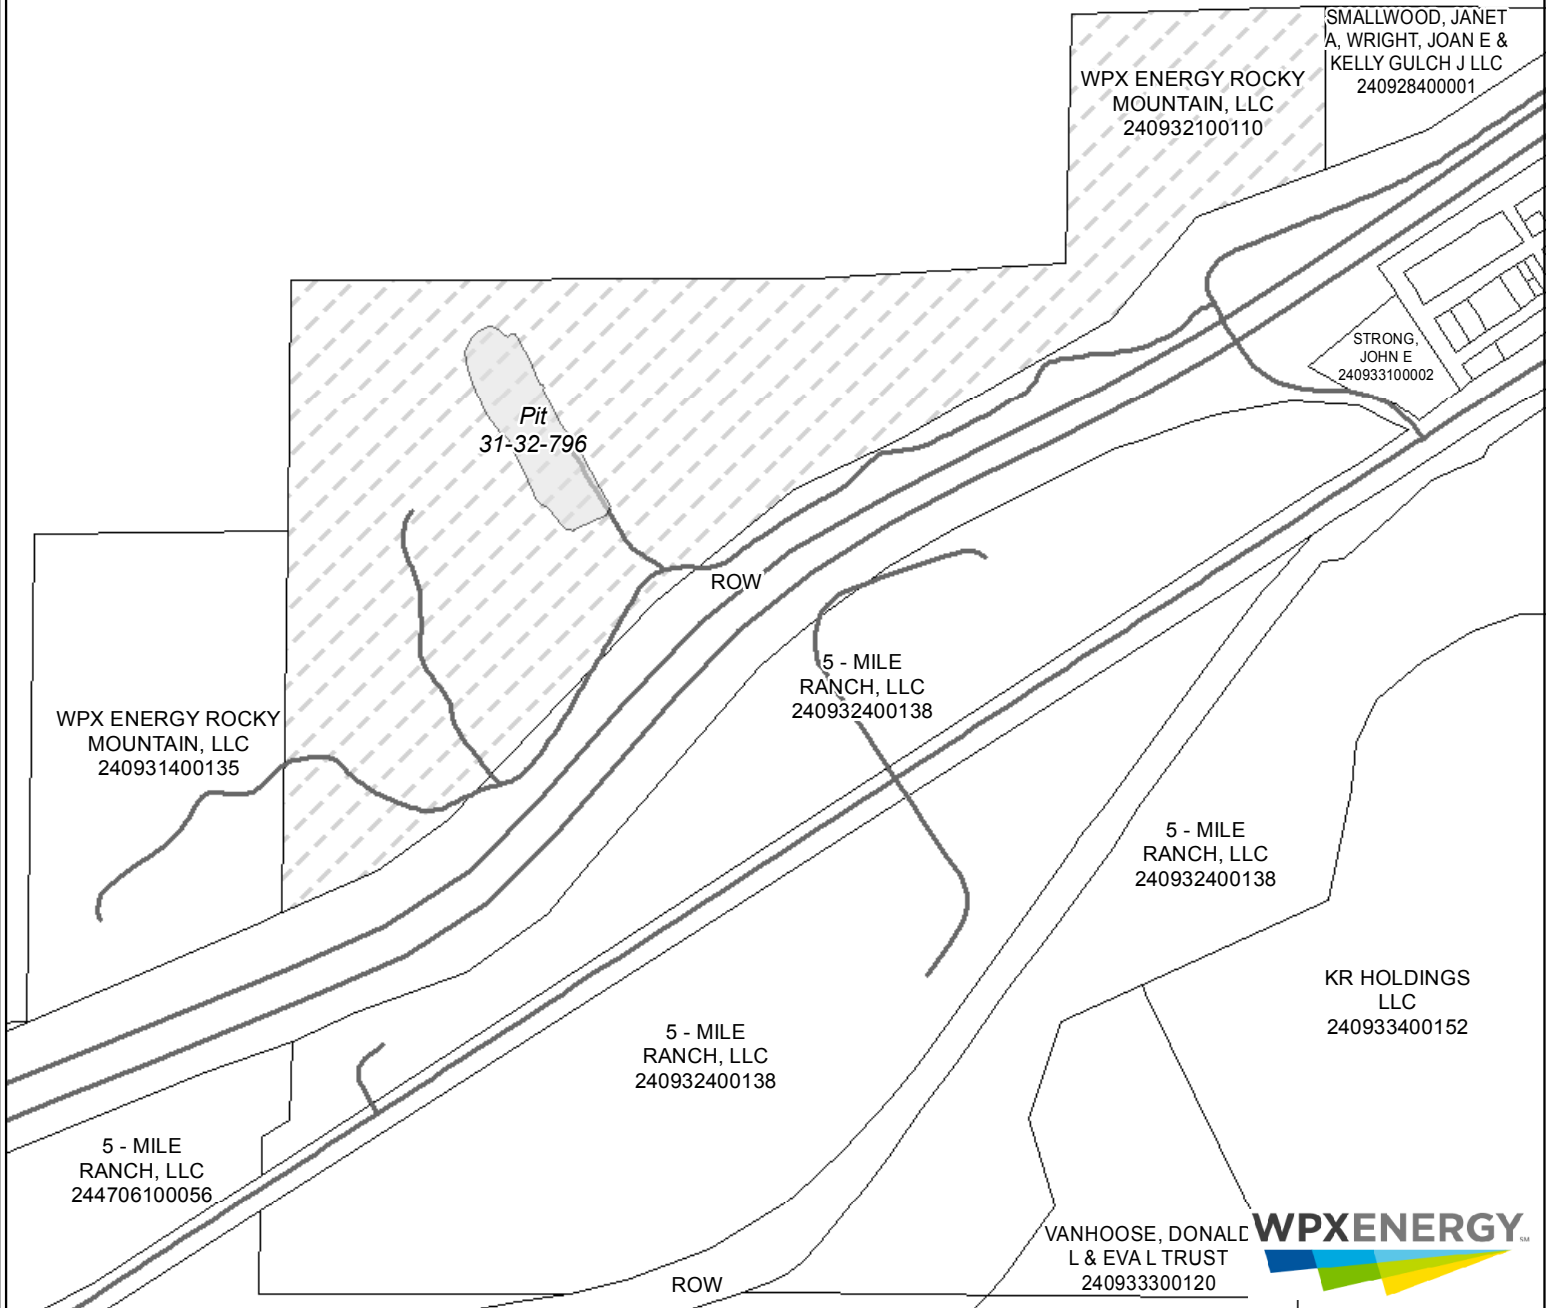 SMALLWOOD, JANET
A, WRIGHT, JOAN E &
KELLY GULCH J LLC
240928400001
WPX ENERGY ROCKY
MOUNTAIN, LLC
240932100110
STRONG,
JOHN E
240933100002
Pit
31-32-796
ROW
5 - MILE
RANCH, LLC
240932400138
WPX ENERGY ROCKY
MOUNTAIN, LLC
240931400135
5 - MILE
RANCH, LLC
240932400138
KR HOLDINGS
LLC
240933400152
5 - MILE
RANCH, LLC
240932400138
5 - MILE
RANCH, LLC
244706100056
VANHOOSE, DONALD
L & EVA L TRUST
240933300120
ROW
WPXENERGY SM